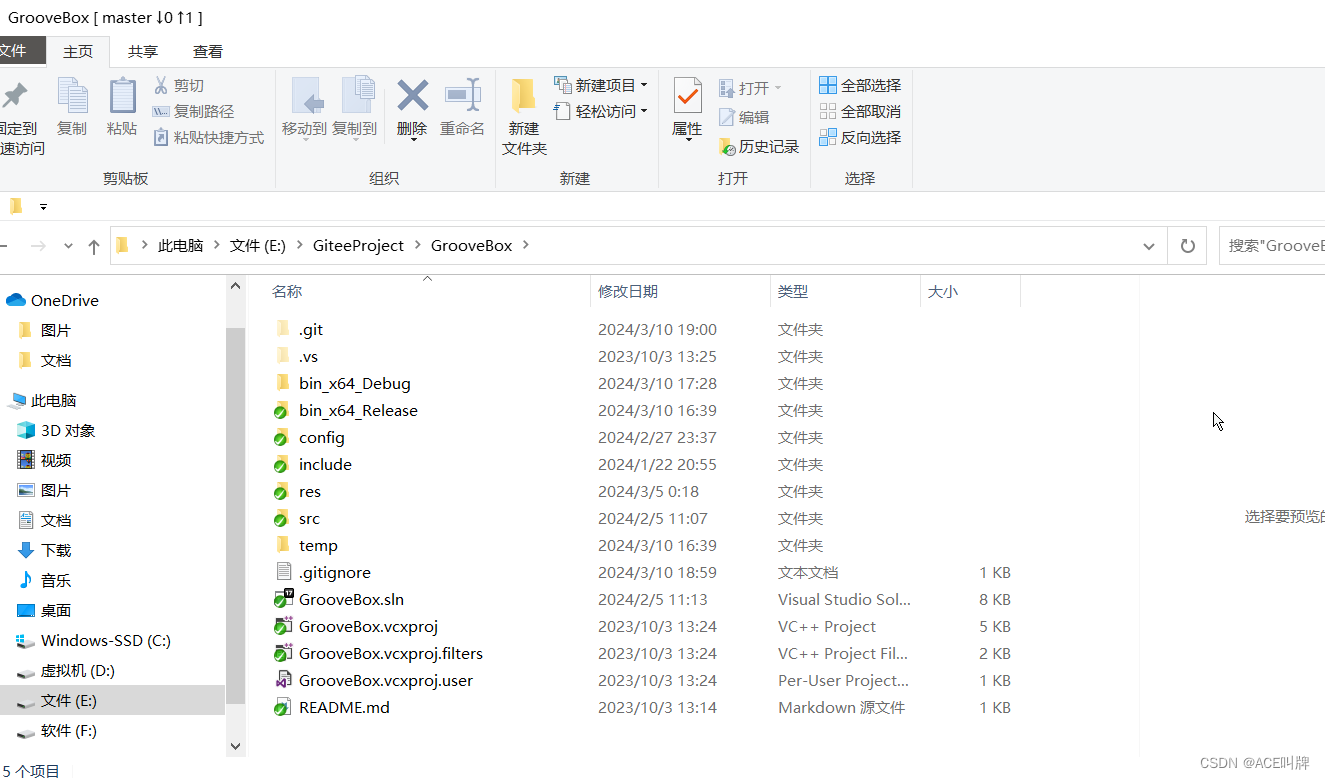 GrooveBox [ master ↓0 ↑1 ]
文件 主页 共享 查看
固定到
速访问
复制
粘贴
剪切
复制路径
粘贴快捷方式
剪贴板
移动到 复制到 删除 重命名
组织
新建
文件夹
新建项目
轻松访问
新建
属性
打开
编辑
历史记录
打开
全部选择
全部取消
反向选择
选择
此电脑 文件 (E:) GiteeProject GrooveBox
搜索"GrooveB
OneDrive
图片
文档
此电脑
3D 对象
视频
图片
文档
下载
音乐
桌面
Windows-SSD (C:)
虚拟机 (D:)
文件 (E:)
软件 (F:)
名称 修改日期 类型 大小
.git 2024/3/10 19:00 文件夹
.vs 2023/10/3 13:25 文件夹
bin_x64_Debug 2024/3/10 17:28 文件夹
bin_x64_Release 2024/3/10 16:39 文件夹
config 2024/2/27 23:37 文件夹
include 2024/1/22 20:55 文件夹
res 2024/3/5 0:18 文件夹
src 2024/2/5 11:07 文件夹
temp 2024/3/10 16:39 文件夹
.gitignore 2024/3/10 18:59 文本文档 1 KB
GrooveBox.sln 2024/2/5 11:13 Visual Studio Sol... 8 KB
GrooveBox.vcxproj 2023/10/3 13:24 VC++ Project 5 KB
GrooveBox.vcxproj.filters 2023/10/3 13:24 VC++ Project Fil... 2 KB
GrooveBox.vcxproj.user 2023/10/3 13:24 Per-User Project... 1 KB
README.md 2023/10/3 13:14 Markdown 源文件 1 KB
选择要预览的
5 个项目
CSDN @ACE叫牌